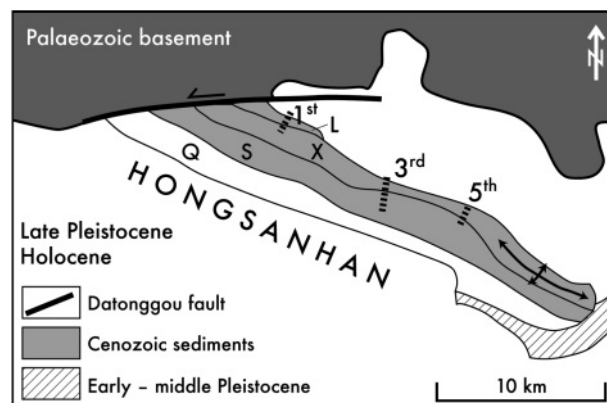 Palaeozoic basement
N
1st
L
Q
S
X
3rd
5th
HONGSANHAN
Late Pleistocene
Holocene
Datonggou fault
Cenozoic sediments
Early – middle Pleistocene
10 km